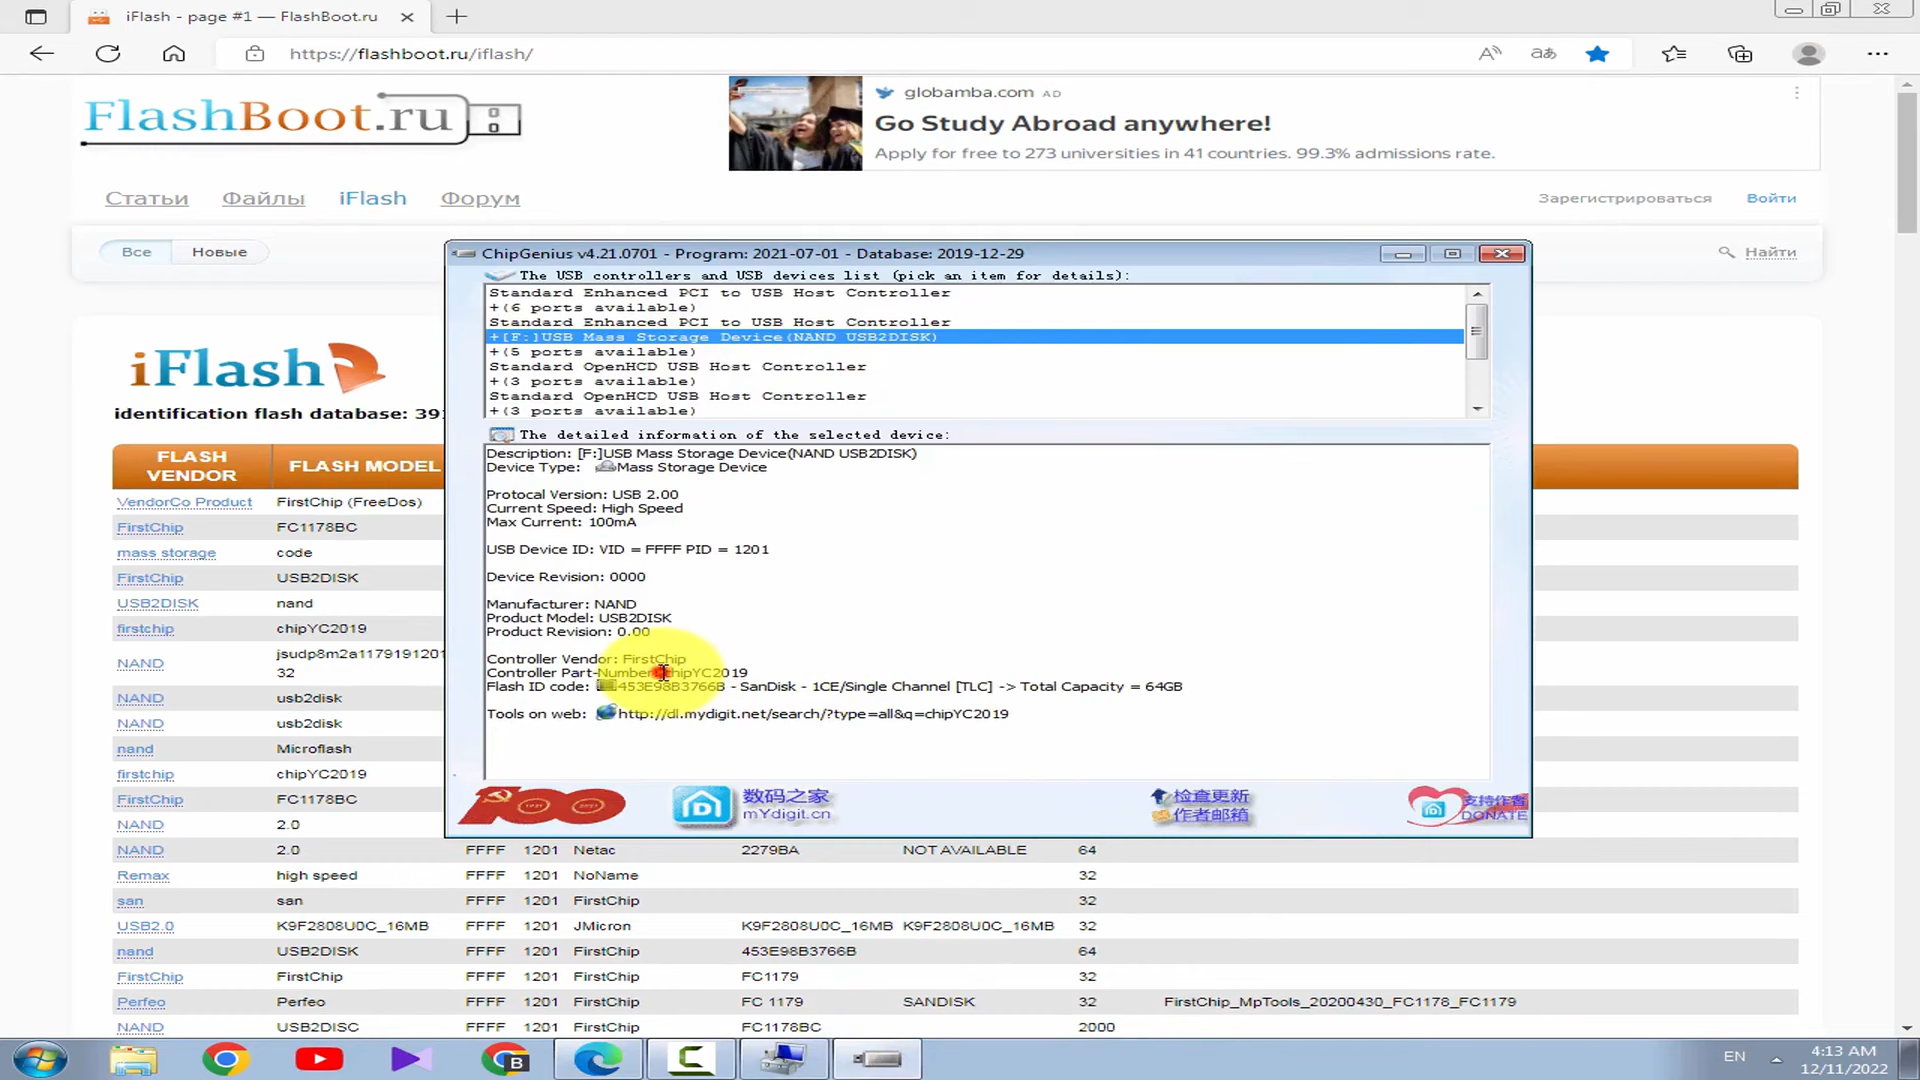 iFlash - page #1 — FlashBoot.ru
https://flashboot.ru/iflash/
FlashBoot.ru
globamba.com AD
Go Study Abroad anywhere!
Apply for free to 273 universities in 41 countries. 99.3% admissions rate.
Статьи Файлы iFlash Форум Зарегистрироваться Войти
Все Новые Найти
ChipGenius v4.21.0701 - Program: 2021-07-01 - Database: 2019-12-29
The USB controllers and USB devices list (pick an item for details):
Standard Enhanced PCI to USB Host Controller
+(6 ports available)
Standard Enhanced PCI to USB Host Controller
+[F:]USB Mass Storage Device(NAND USB2DISK)
+(5 ports available)
Standard OpenHCD USB Host Controller
+(3 ports available)
Standard OpenHCD USB Host Controller
+(3 ports available)
The detailed information of the selected device:
Description: [F:]USB Mass Storage Device(NAND USB2DISK)
Device Type: Mass Storage Device
Protocal Version: USB 2.00
Current Speed: High Speed
Max Current: 100mA
USB Device ID: VID = FFFF PID = 1201
Device Revision: 0000
Manufacturer: NAND
Product Model: USB2DISK
Product Revision: 0.00
Controller Vendor: FirstChip
Controller Part-Number: chipYC2019
Flash ID code: 453E98B3766B - SanDisk - 1CE/Single Channel [TLC] -> Total Capacity = 64GB
Tools on web: http://dl.mydigit.net/search/?type=all&q=chipYC2019
100
数码之家
mYdigit.cn
检查更新
作者邮箱
支持作者
DONATE
iFlash
identification flash database: 391
FLASH VENDOR FLASH MODEL
VendorCo Product FirstChip (FreeDos)
FirstChip FC1178BC
mass storage code
FirstChip USB2DISK
USB2DISK nand
firstchip chipYC2019
NAND jsudp8m2a1179191201
32
NAND usb2disk
NAND usb2disk
nand Microflash
firstchip chipYC2019
FirstChip FC1178BC
NAND 2.0
NAND 2.0 FFFF 1201 Netac 2279BA NOT AVAILABLE 64
Remax high speed FFFF 1201 NoName 32
san san FFFF 1201 FirstChip 32
USB2.0 K9F2808U0C_16MB FFFF 1201 JMicron K9F2808U0C_16MB K9F2808U0C_16MB 32
nand USB2DISK FFFF 1201 FirstChip 453E98B3766B 64
FirstChip FirstChip FFFF 1201 FirstChip FC1179 32
Perfeo Perfeo FFFF 1201 FirstChip FC 1179 SANDISK 32 FirstChip_MpTools_20200430_FC1178_FC1179
NAND USB2DISC FFFF 1201 FirstChip FC1178BC 2000
EN
4:13 AM
12/11/2022